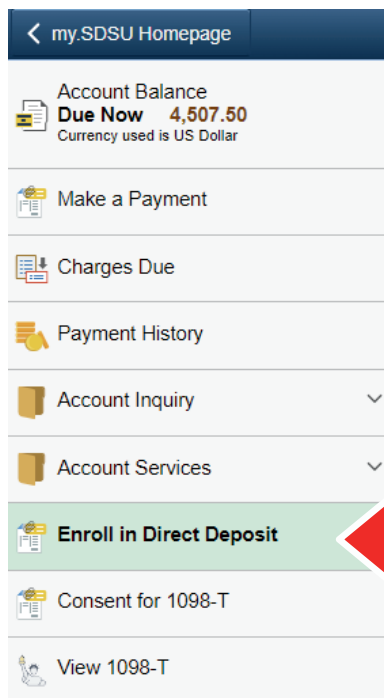 my.SDSU Homepage
Account Balance
Due Now 4,507.50
Currency used is US Dollar
Make a Payment
Charges Due
Payment History
Account Inquiry
Account Services
Enroll in Direct Deposit
Consent for 1098-T
View 1098-T